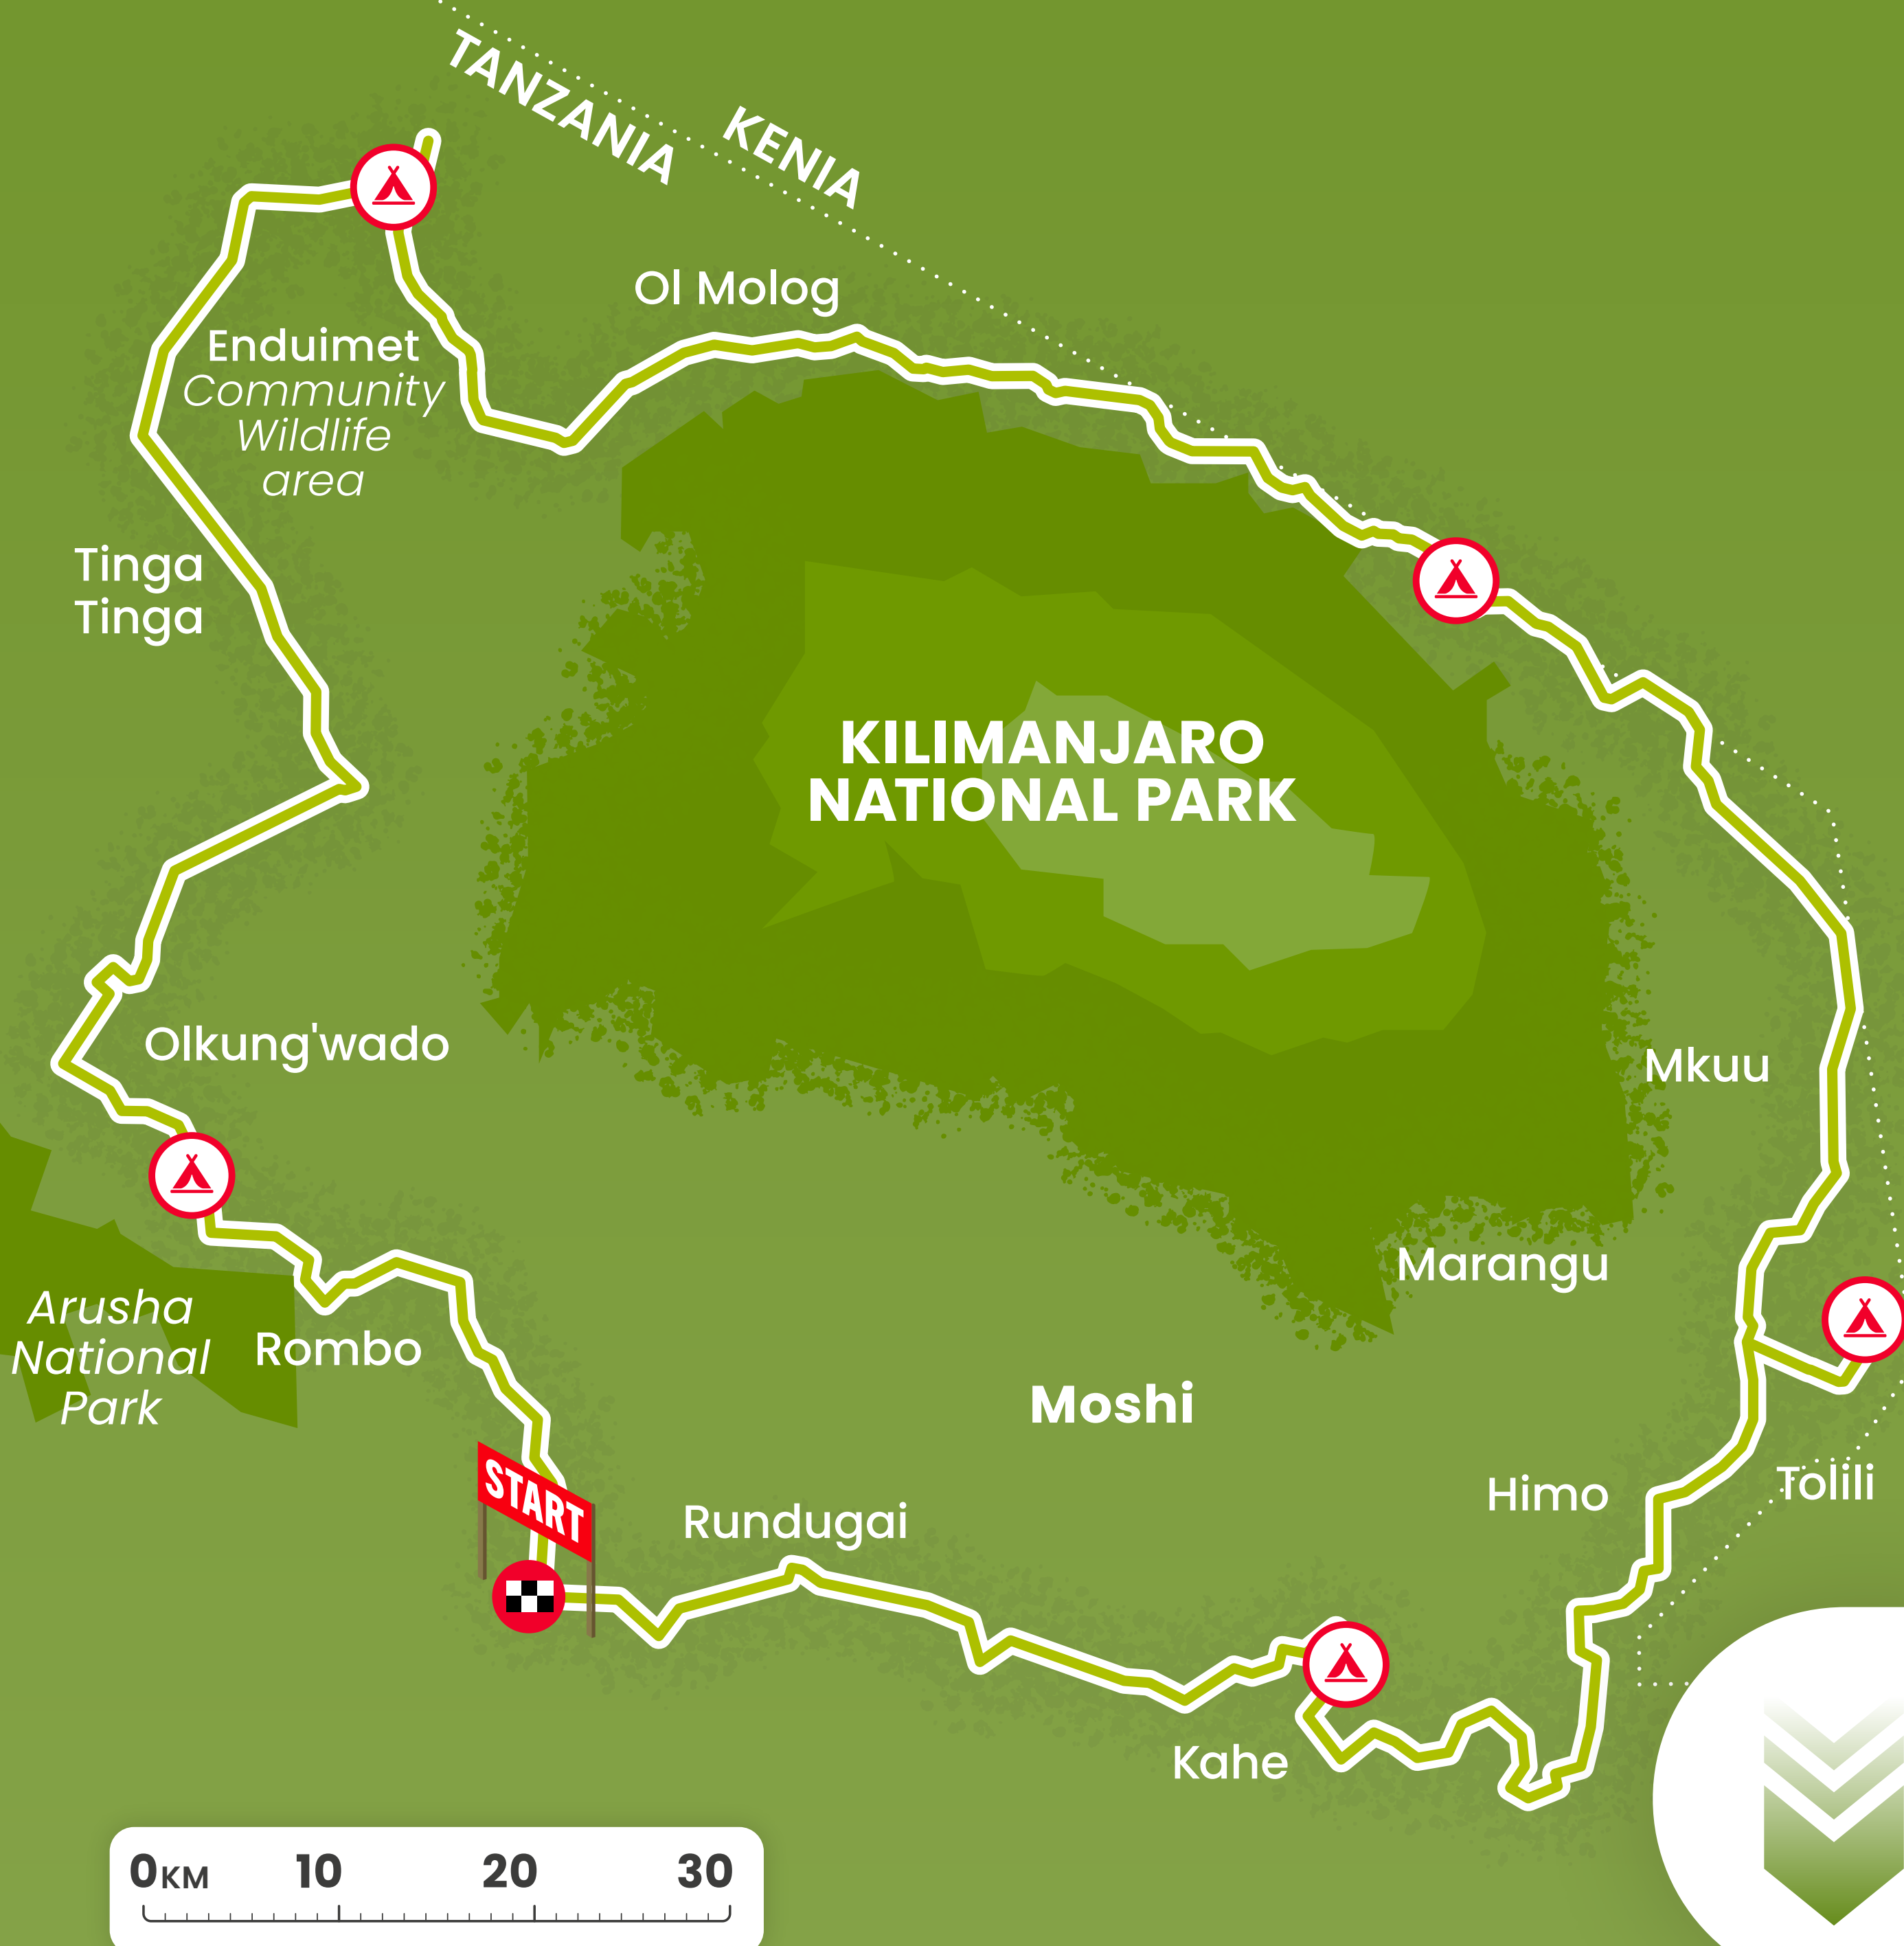 TANZANIA
KENIA
Ol Molog
Enduimet
Community
Wildlife
area
Tinga
Tinga
KILIMANJARO
NATIONAL PARK
Olkung'wado
Mkuu
Marangu
Arusha
National
Park
Rombo
Moshi
START
Rundugai
Himo
Tolili
Kahe
0KM 10 20 30